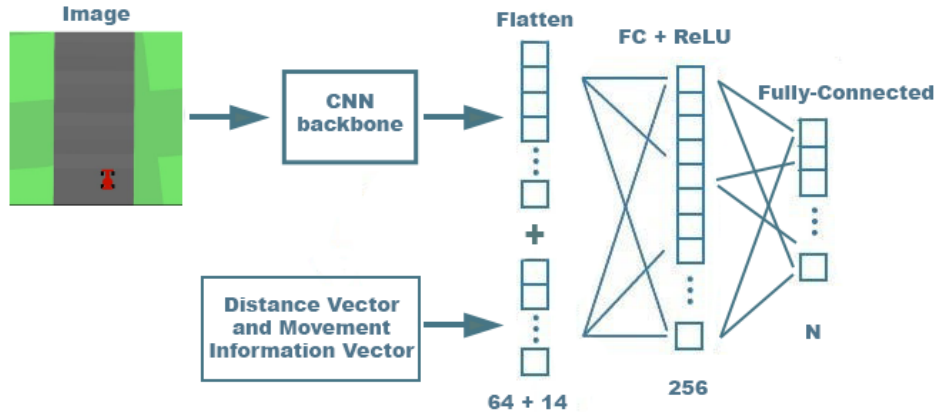 Image
Flatten
FC + ReLU
Fully-Connected
CNN
backbone
+
Distance Vector
and Movement
Information Vector
64 + 14
256
N